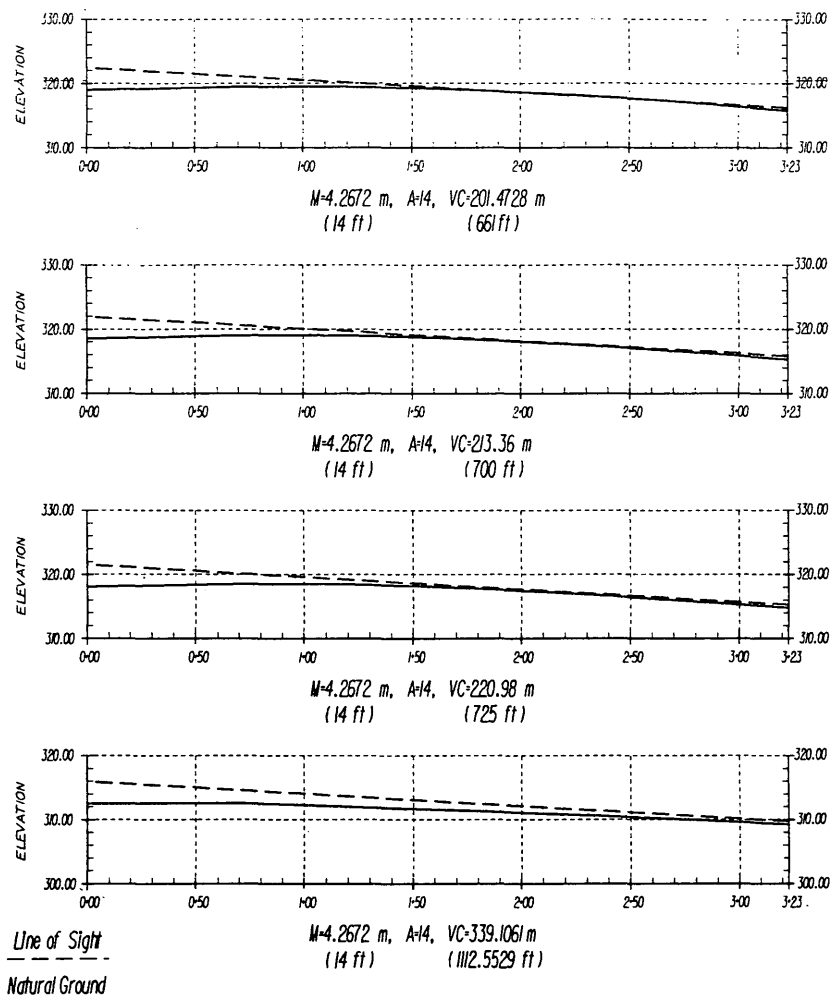 330.00 330.00
ELEVATION
320.00 320.00
310.00 310.00
0+00 0+50 1+00 1+50 2+00 2+50 3+00 3+23
M=4.2672 m, A=14, VC=201.4728 m
(14 ft) (661 ft)
330.00 330.00
ELEVATION
320.00 320.00
310.00 310.00
0+00 0+50 1+00 1+50 2+00 2+50 3+00 3+23
M=4.2672 m, A=14, VC=213.36 m
(14 ft) (700 ft)
330.00 330.00
ELEVATION
320.00 320.00
310.00 310.00
0+00 0+50 1+00 1+50 2+00 2+50 3+00 3+23
M=4.2672 m, A=14, VC=220.98 m
(14 ft) (725 ft)
320.00 320.00
ELEVATION
310.00 310.00
300.00 300.00
0+00 0+50 1+00 1+50 2+00 2+50 3+00 3+23
M=4.2672 m, A=14, VC=339.1061 m
(14 ft) (1112.5529 ft)
Line of Sight
Natural Ground